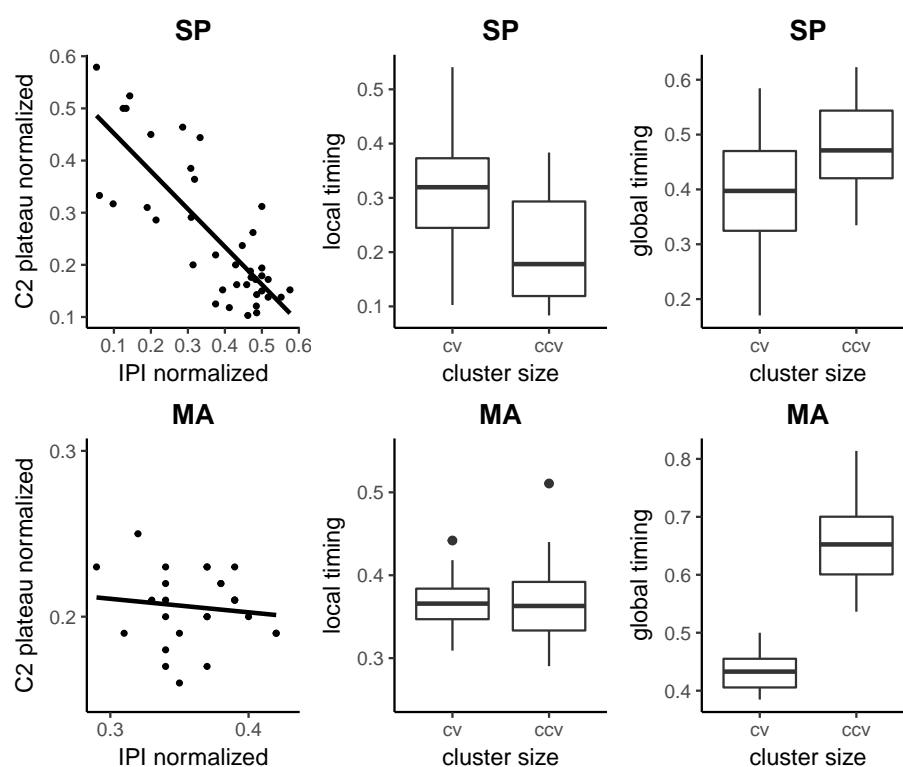 SP
C2 plateau normalized
0.6
0.5
0.4
0.3
0.2
0.1
0.1 0.2 0.3 0.4 0.5 0.6
IPI normalized
SP
local timing
0.5
0.4
0.3
0.2
0.1
cv ccv
cluster size
SP
global timing
0.6
0.5
0.4
0.3
0.2
cv ccv
cluster size
MA
C2 plateau normalized
0.3
0.2
0.3 0.4
IPI normalized
MA
local timing
0.5
0.4
0.3
cv ccv
cluster size
MA
global timing
0.8
0.7
0.6
0.5
0.4
cv ccv
cluster size